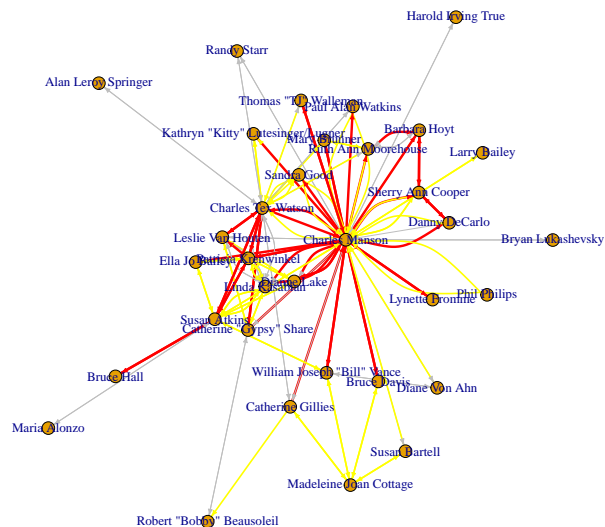 Harold Irving True
Randy Starr
Alan Leroy Springer
Thomas "TJ" Walleman
Paul Alan Watkins
Kathryn "Kitty" Lutesinger/Lugner
Mary Brunner
Barbara Hoyt
Ruth Ann Moorehouse
Larry Bailey
Sandra Good
Sherry Ann Cooper
Charles Tex Watson
Danny DeCarlo
Leslie Van Houten
Charles Manson
Bryan Lukashevsky
Ella Jo Bailey
Patricia Krenwinkel
Linda Kasabian
Dianne Lake
Lynette Fromme
Phil Philips
Susan Atkins
Catherine "Gypsy" Share
William Joseph "Bill" Vance
Bruce Hall
Bruce Davis
Diane Von Ahn
Catherine Gillies
Maria Alonzo
Susan Bartell
Madeleine Joan Cottage
Robert "Bobby" Beausoleil